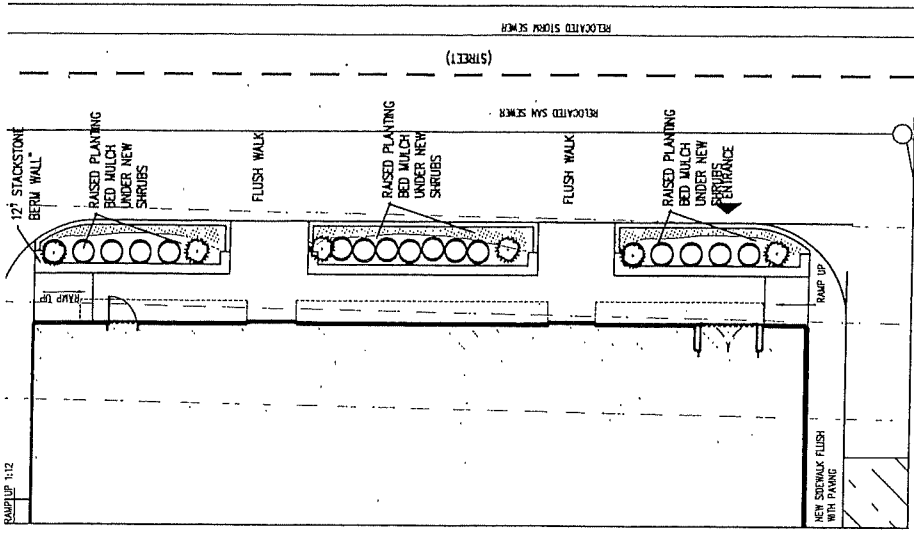 RELOCATED STORM SEWER
(STREET)
RELOCATED SAN SEWER
12" STACKSTONE
BERM WALL"
RAISED PLANTING
BED MULCH
UNDER NEW
SHRUBS
FLUSH WALK
RAISED PLANTING
BED MULCH
UNDER NEW
SHRUBS
FLUSH WALK
RAISED PLANTING
BED MULCH
UNDER NEW
SHRUBS
ENTRANCE
RAMP UP
RAMP UP
RAMP UP 1:12
NEW SIDEWALK FLUSH
WITH PAVING